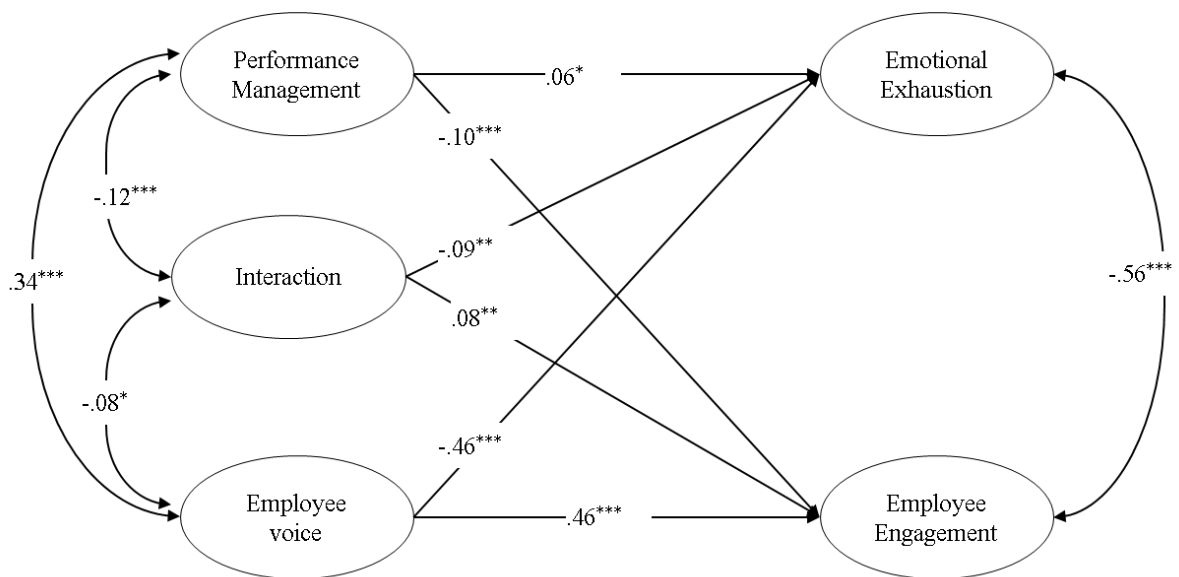 Performance
Management
Emotional
Exhaustion
.06*
-.10***
-.12***
-.09**
Interaction
.34***
-.56***
.08**
-.08*
-.46***
Employee
voice
.46***
Employee
Engagement